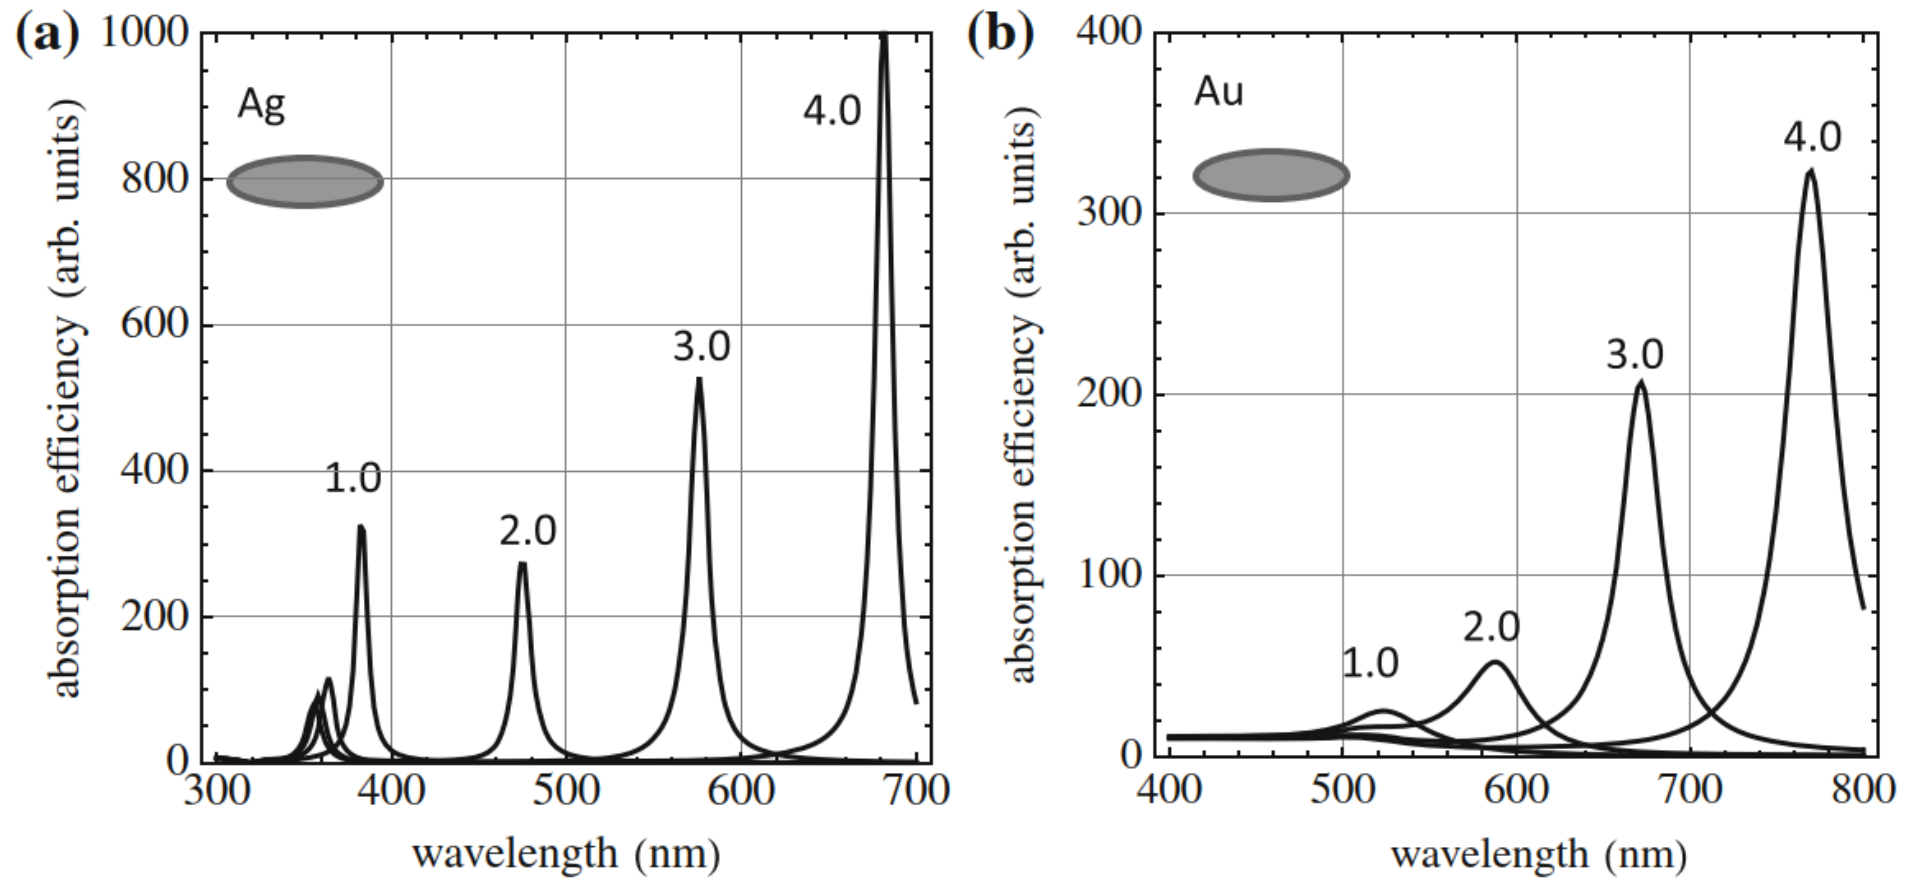 (a)
absorption efficiency (arb. units)
1000
800
600
400
200
0
Ag
1.0
2.0
3.0
4.0
300 400 500 600 700
wavelength (nm)
(b)
absorption efficiency (arb. units)
400
300
200
100
0
Au
1.0
2.0
3.0
4.0
400 500 600 700 800
wavelength (nm)